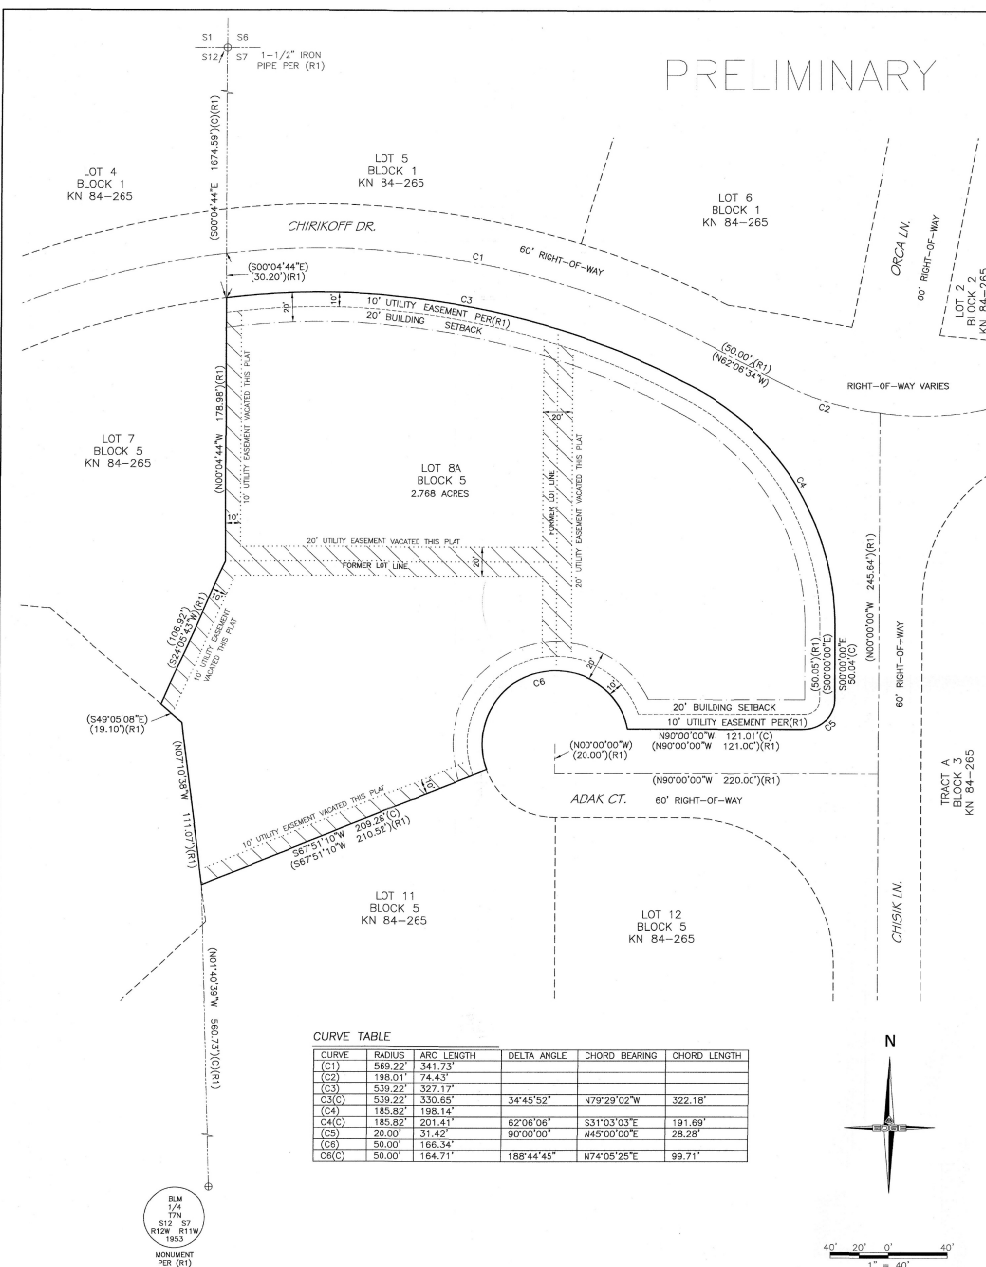 PRELIMINARY
S1 S6
S12 S7
1-1/2" IRON
PIPE PER (R1)
(S00°04'44"E 1674.59')(C)(R1)
LOT 4
BLOCK 1
KN 84-265
LOT 5
BLOCK 1
KN 84-265
LOT 6
BLOCK 1
KN 84-265
CHIRIKOFF DR.
C1
60' RIGHT-OF-WAY
ORCA LN.
RIGHT-OF-WAY
LOT 2
BLOCK 2
KN 84-265
(S00°04'44"E)
(30.20')(R1)
C3
10' UTILITY EASEMENT PER(R1)
20' BUILDING SETBACK
20'
10'
(50.00')(R1)
(N62°06'34"W)
RIGHT-OF-WAY VARIES
C2
(N00°04'44"W 178.98')(R1)
10' UTILITY EASEMENT VACATED THIS PLAT
LOT 7
BLOCK 5
KN 84-265
LOT 8A
BLOCK 5
2.768 ACRES
20'
FORMER LOT LINE
20' UTILITY EASEMENT VACATED THIS PLAT
C4
10'
20' UTILITY EASEMENT VACATED THIS PLAT
FORMER LOT LINE
20'
(N00°00'00"W 245.64')(R1)
60' RIGHT-OF-WAY
(106.92')
(S24°05'43"W)(R1)
10'
10' UTILITY EASEMENT
VACATED THIS PLAT
(50.05')(R1)
(S00°00'00"E)
S00°00'00"E
50.04'(C)
C6
20'
10'
20' BUILDING SETBACK
10' UTILITY EASEMENT PER(R1)
C5
(S49°05'08"E)
(19.10')(R1)
N90°00'00"W 121.01'(C)
(N90°00'00"W 121.00')(R1)
(N00°00'00"W)
(20.00')(R1)
(N90°00'00"W 220.00')(R1)
ADAK CT.
60' RIGHT-OF-WAY
TRACT A
BLOCK 3
KN 84-265
(N07°10'38"W 111.07')(R1)
10'
10' UTILITY EASEMENT VACATED THIS PLAT
S67°51'10"W 209.26'(C)
(S67°51'10"W 210.52')(R1)
LOT 11
BLOCK 5
KN 84-265
LOT 12
BLOCK 5
KN 84-265
CHISIK LN.
(N01°40'39"W 560.73')(C)(R1)
CURVE TABLE
CURVE RADIUS ARC LENGTH DELTA ANGLE CHORD BEARING CHORD LENGTH
(C1) 569.22' 341.73'
(C2) 198.01' 74.43'
(C3) 539.22' 327.17'
C3(C) 539.22' 330.65' 34°45'52" N79°29'02"W 322.18'
(C4) 185.82' 198.14'
C4(C) 185.82' 201.41' 62°06'06" S31°03'03"E 191.69'
(C5) 20.00' 31.42' 90°00'00" N45°00'00"E 28.28'
(C6) 50.00' 166.34'
C6(C) 50.00' 164.71' 188°44'45" N74°05'25"E 99.71'
N
BLM
1/4
T7N
S12 S7
R12W R11W
1953
MONUMENT
PER (R1)
40' 20' 0' 40'
1" = 40'